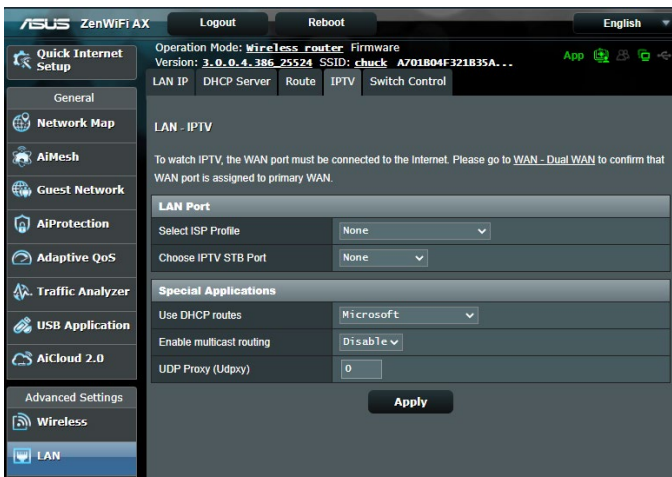 ASUS ZenWiFi AX Logout Reboot English
Quick Internet Setup
Operation Mode: Wireless router Firmware
Version: 3.0.0.4.386_25524 SSID: chuck A701B04F321B35A...
App
LAN IP DHCP Server Route IPTV Switch Control
General
Network Map
AiMesh
Guest Network
AiProtection
Adaptive QoS
Traffic Analyzer
USB Application
AiCloud 2.0
Advanced Settings
Wireless
LAN
LAN - IPTV
To watch IPTV, the WAN port must be connected to the Internet. Please go to WAN - Dual WAN to confirm that
WAN port is assigned to primary WAN.
LAN Port
Select ISP Profile None
Choose IPTV STB Port None
Special Applications
Use DHCP routes Microsoft
Enable multicast routing Disable
UDP Proxy (Udpxy) 0
Apply